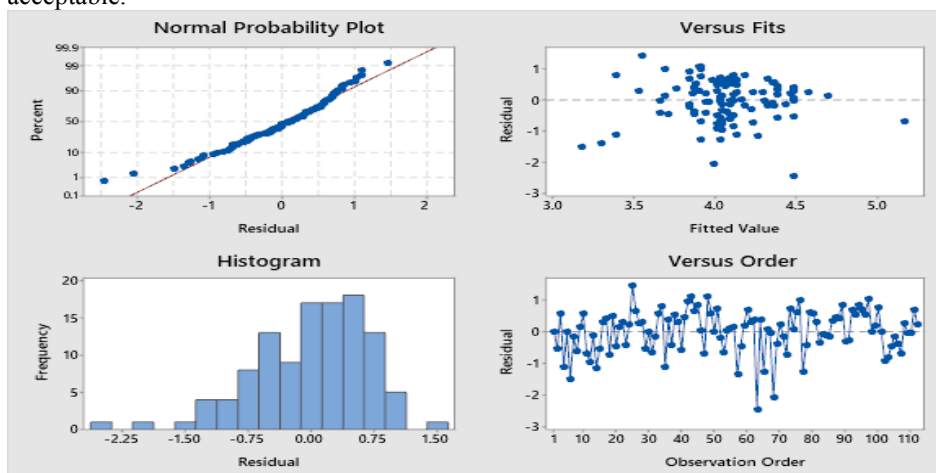 acceptable.
Normal Probability Plot
99.9
99
90
50
10
1
0.1
Percent
-2 -1 0 1 2
Residual
Versus Fits
1
0
-1
-2
-3
Residual
3.0 3.5 4.0 4.5 5.0
Fitted Value
Histogram
20
15
10
5
0
Frequency
-2.25 -1.50 -0.75 0.00 0.75 1.50
Residual
Versus Order
1
0
-1
-2
-3
Residual
1 10 20 30 40 50 60 70 80 90 100 110
Observation Order